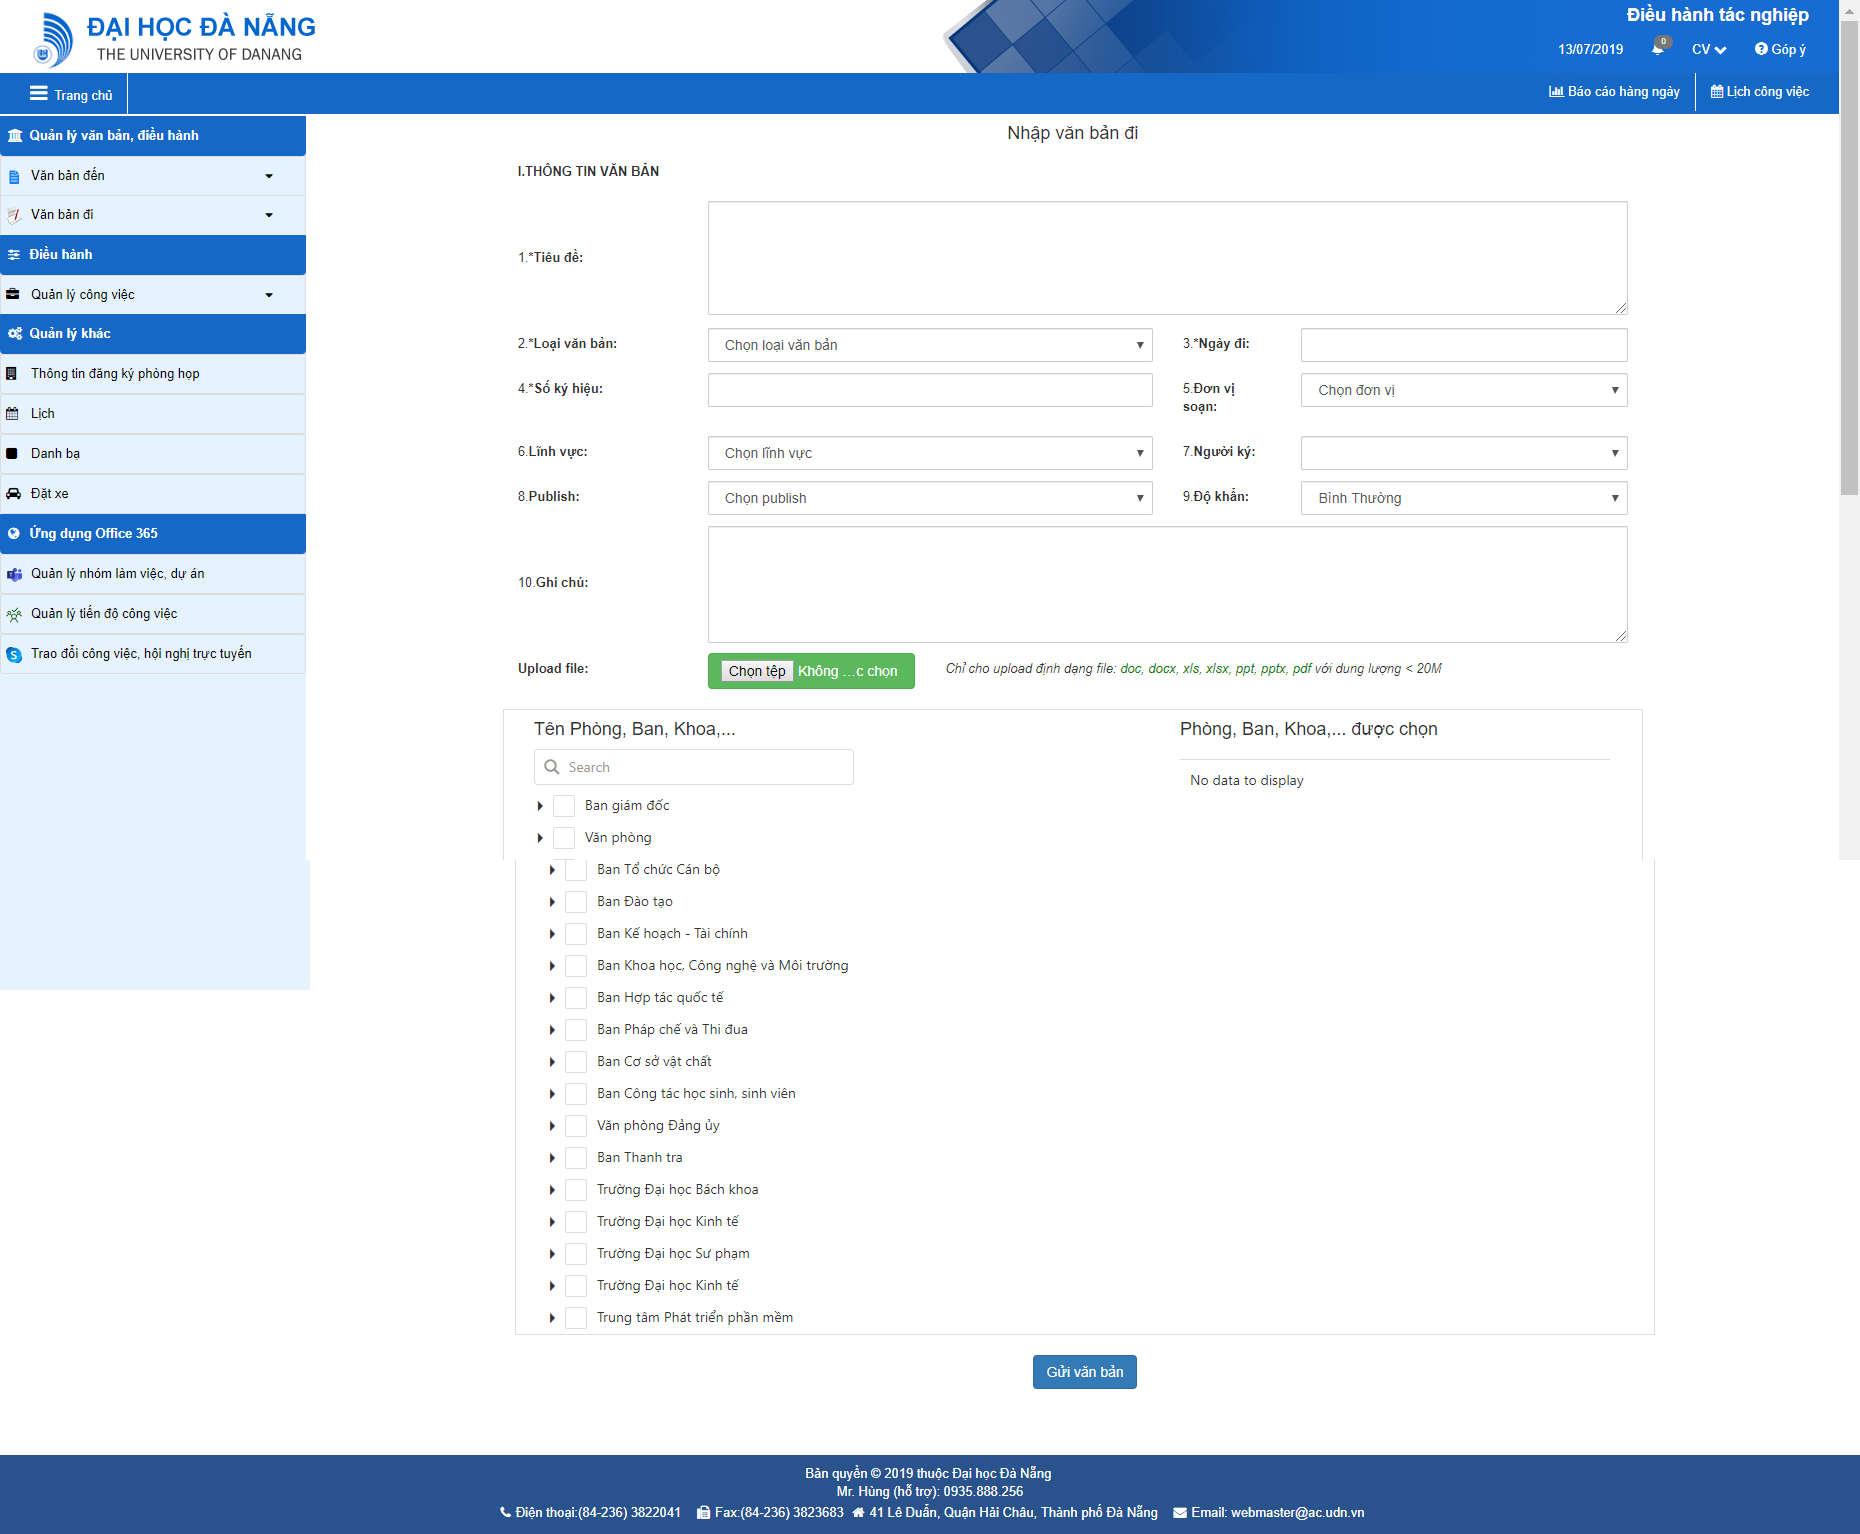 ĐẠI HỌC ĐÀ NẴNG
THE UNIVERSITY OF DANANG
Điều hành tác nghiệp
13/07/2019 0 CV Góp ý
Trang chủ
Báo cáo hàng ngày Lịch công việc
Quản lý văn bản, điều hành
Văn bản đến
Văn bản đi
Điều hành
Quản lý công việc
Quản lý khác
Thông tin đăng ký phòng họp
Lịch
Danh bạ
Đặt xe
Ứng dụng Office 365
Quản lý nhóm làm việc, dự án
Quản lý tiến độ công việc
Trao đổi công việc, hội nghị trực tuyến
Nhập văn bản đi
I.THÔNG TIN VĂN BẢN
1.*Tiêu đề:
2.*Loại văn bản: Chọn loại văn bản 3.*Ngày đi:
4.*Số ký hiệu: 5.Đơn vị soạn: Chọn đơn vị
6.Lĩnh vực: Chọn lĩnh vực 7.Người ký:
8.Publish: Chọn publish 9.Độ khẩn: Bình Thường
10.Ghi chú:
Upload file: Chọn tệp Không ...c chọn Chỉ cho upload định dạng file: doc, docx, xls, xlsx, ppt, pptx, pdf với dung lượng < 20M
Tên Phòng, Ban, Khoa,...
Search
Ban giám đốc
Văn phòng
Ban Tổ chức Cán bộ
Ban Đào tạo
Ban Kế hoạch - Tài chính
Ban Khoa học, Công nghệ và Môi trường
Ban Hợp tác quốc tế
Ban Pháp chế và Thi đua
Ban Cơ sở vật chất
Ban Công tác học sinh, sinh viên
Văn phòng Đảng ủy
Ban Thanh tra
Trường Đại học Bách khoa
Trường Đại học Kinh tế
Trường Đại học Sư phạm
Trường Đại học Kinh tế
Trung tâm Phát triển phần mềm
Phòng, Ban, Khoa,... được chọn
No data to display
Gửi văn bản
Bản quyền © 2019 thuộc Đại học Đà Nẵng
Mr. Hùng (hỗ trợ): 0935.888.256
Điện thoại:(84-236) 3822041 Fax:(84-236) 3823683 41 Lê Duẩn, Quận Hải Châu, Thành phố Đà Nẵng Email: webmaster@ac.udn.vn